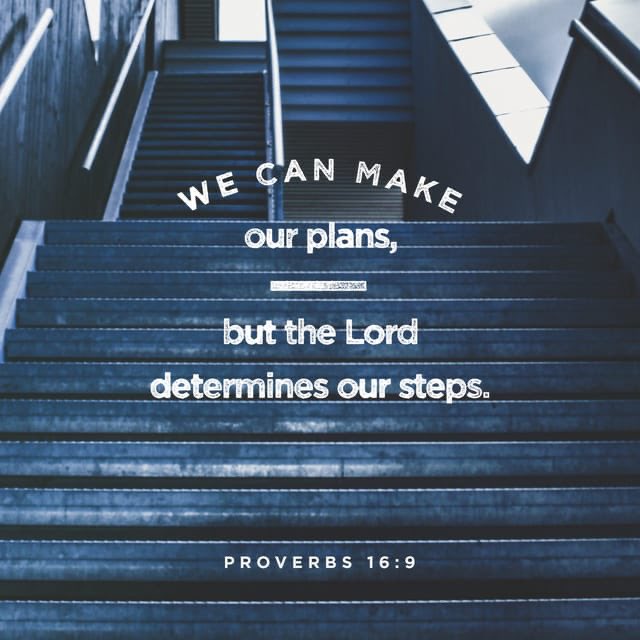 WE CAN MAKE
our plans,
but the Lord
determines our steps.
PROVERBS 16:9